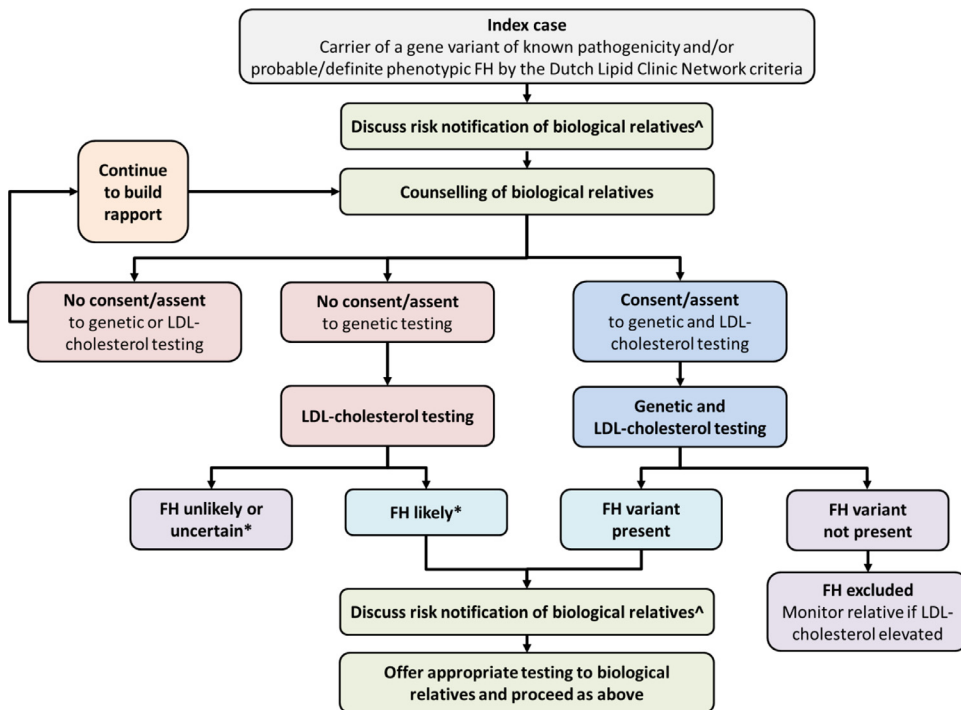 Index case
Carrier of a gene variant of known pathogenicity and/or
probable/definite phenotypic FH by the Dutch Lipid Clinic Network criteria
Discuss risk notification of biological relatives^
Continue
to build
rapport
Counselling of biological relatives
No consent/assent
to genetic or LDL-
cholesterol testing
No consent/assent
to genetic testing
Consent/assent
to genetic and LDL-
cholesterol testing
LDL-cholesterol testing
Genetic and
LDL-cholesterol testing
FH unlikely or
uncertain*
FH likely*
FH variant
present
FH variant
not present
FH excluded
Monitor relative if LDL-
cholesterol elevated
Discuss risk notification of biological relatives^
Offer appropriate testing to biological
relatives and proceed as above